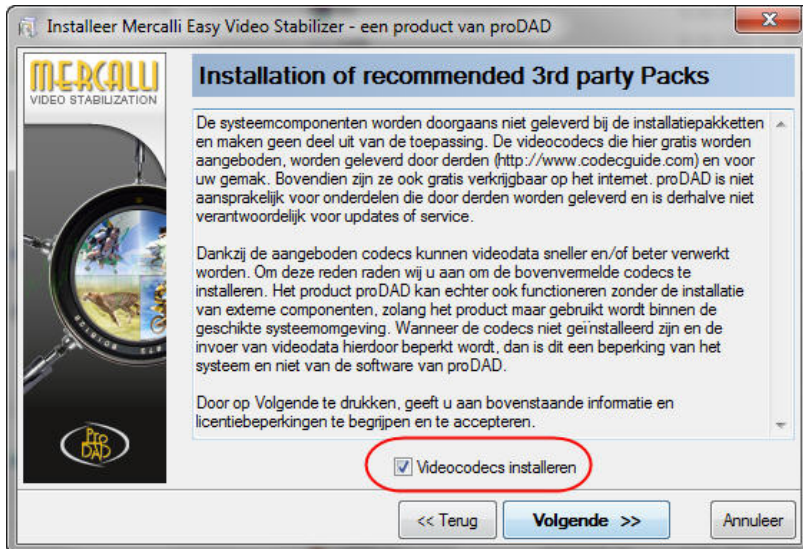 Installeer Mercalli Easy Video Stabilizer - een product van proDAD
MERCALLI
VIDEO STABILIZATION
Installation of recommended 3rd party Packs
De systeemcomponenten worden doorgaans niet geleverd bij de installatiepakketten
en maken geen deel uit van de toepassing. De videocodecs die hier gratis worden
aangeboden, worden geleverd door derden (http://www.codecguide.com) en voor
uw gemak. Bovendien zijn ze ook gratis verkrijgbaar op het internet. proDAD is niet
aansprakelijk voor onderdelen die door derden worden geleverd en is derhalve niet
verantwoordelijk voor updates of service.
Dankzij de aangeboden codecs kunnen videodata sneller en/of beter verwerkt
worden. Om deze reden raden wij u aan om de bovenvermelde codecs te
installeren. Het product proDAD kan echter ook functioneren zonder de installatie
van externe componenten, zolang het product maar gebruikt wordt binnen de
geschikte systeemomgeving. Wanneer de codecs niet geïnstalleerd zijn en de
invoer van videodata hierdoor beperkt wordt, dan is dit een beperking van het
systeem en niet van de software van proDAD.
Door op Volgende te drukken, geeft u aan bovenstaande informatie en
licentiebeperkingen te begrijpen en te accepteren.
PRO
DAD
Videocodecs installeren
<< Terug
Volgende >>
Annuleer